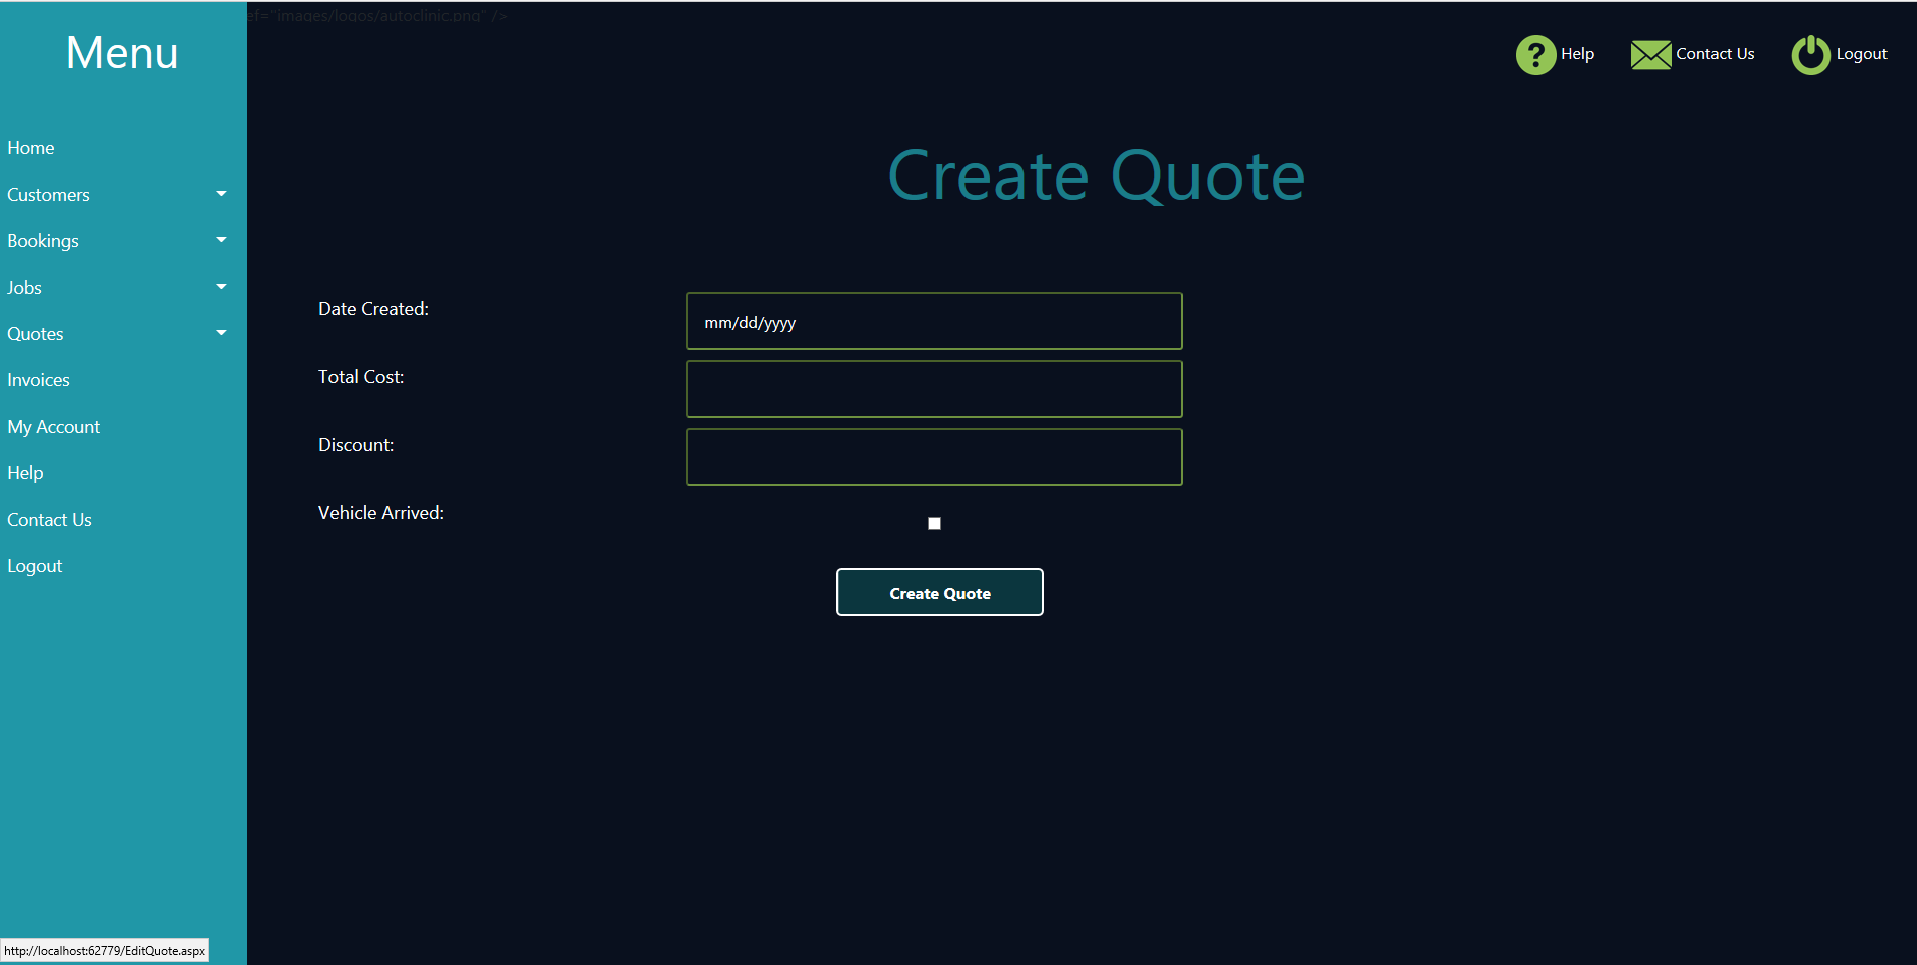 ef="images/logos/autoclinic.png" />
Menu
Help
Contact Us
Logout
Home
Customers
Bookings
Jobs
Quotes
Invoices
My Account
Help
Contact Us
Logout
Create Quote
Date Created:
mm/dd/yyyy
Total Cost:
Discount:
Vehicle Arrived:
Create Quote
http://localhost:62779/EditQuote.aspx